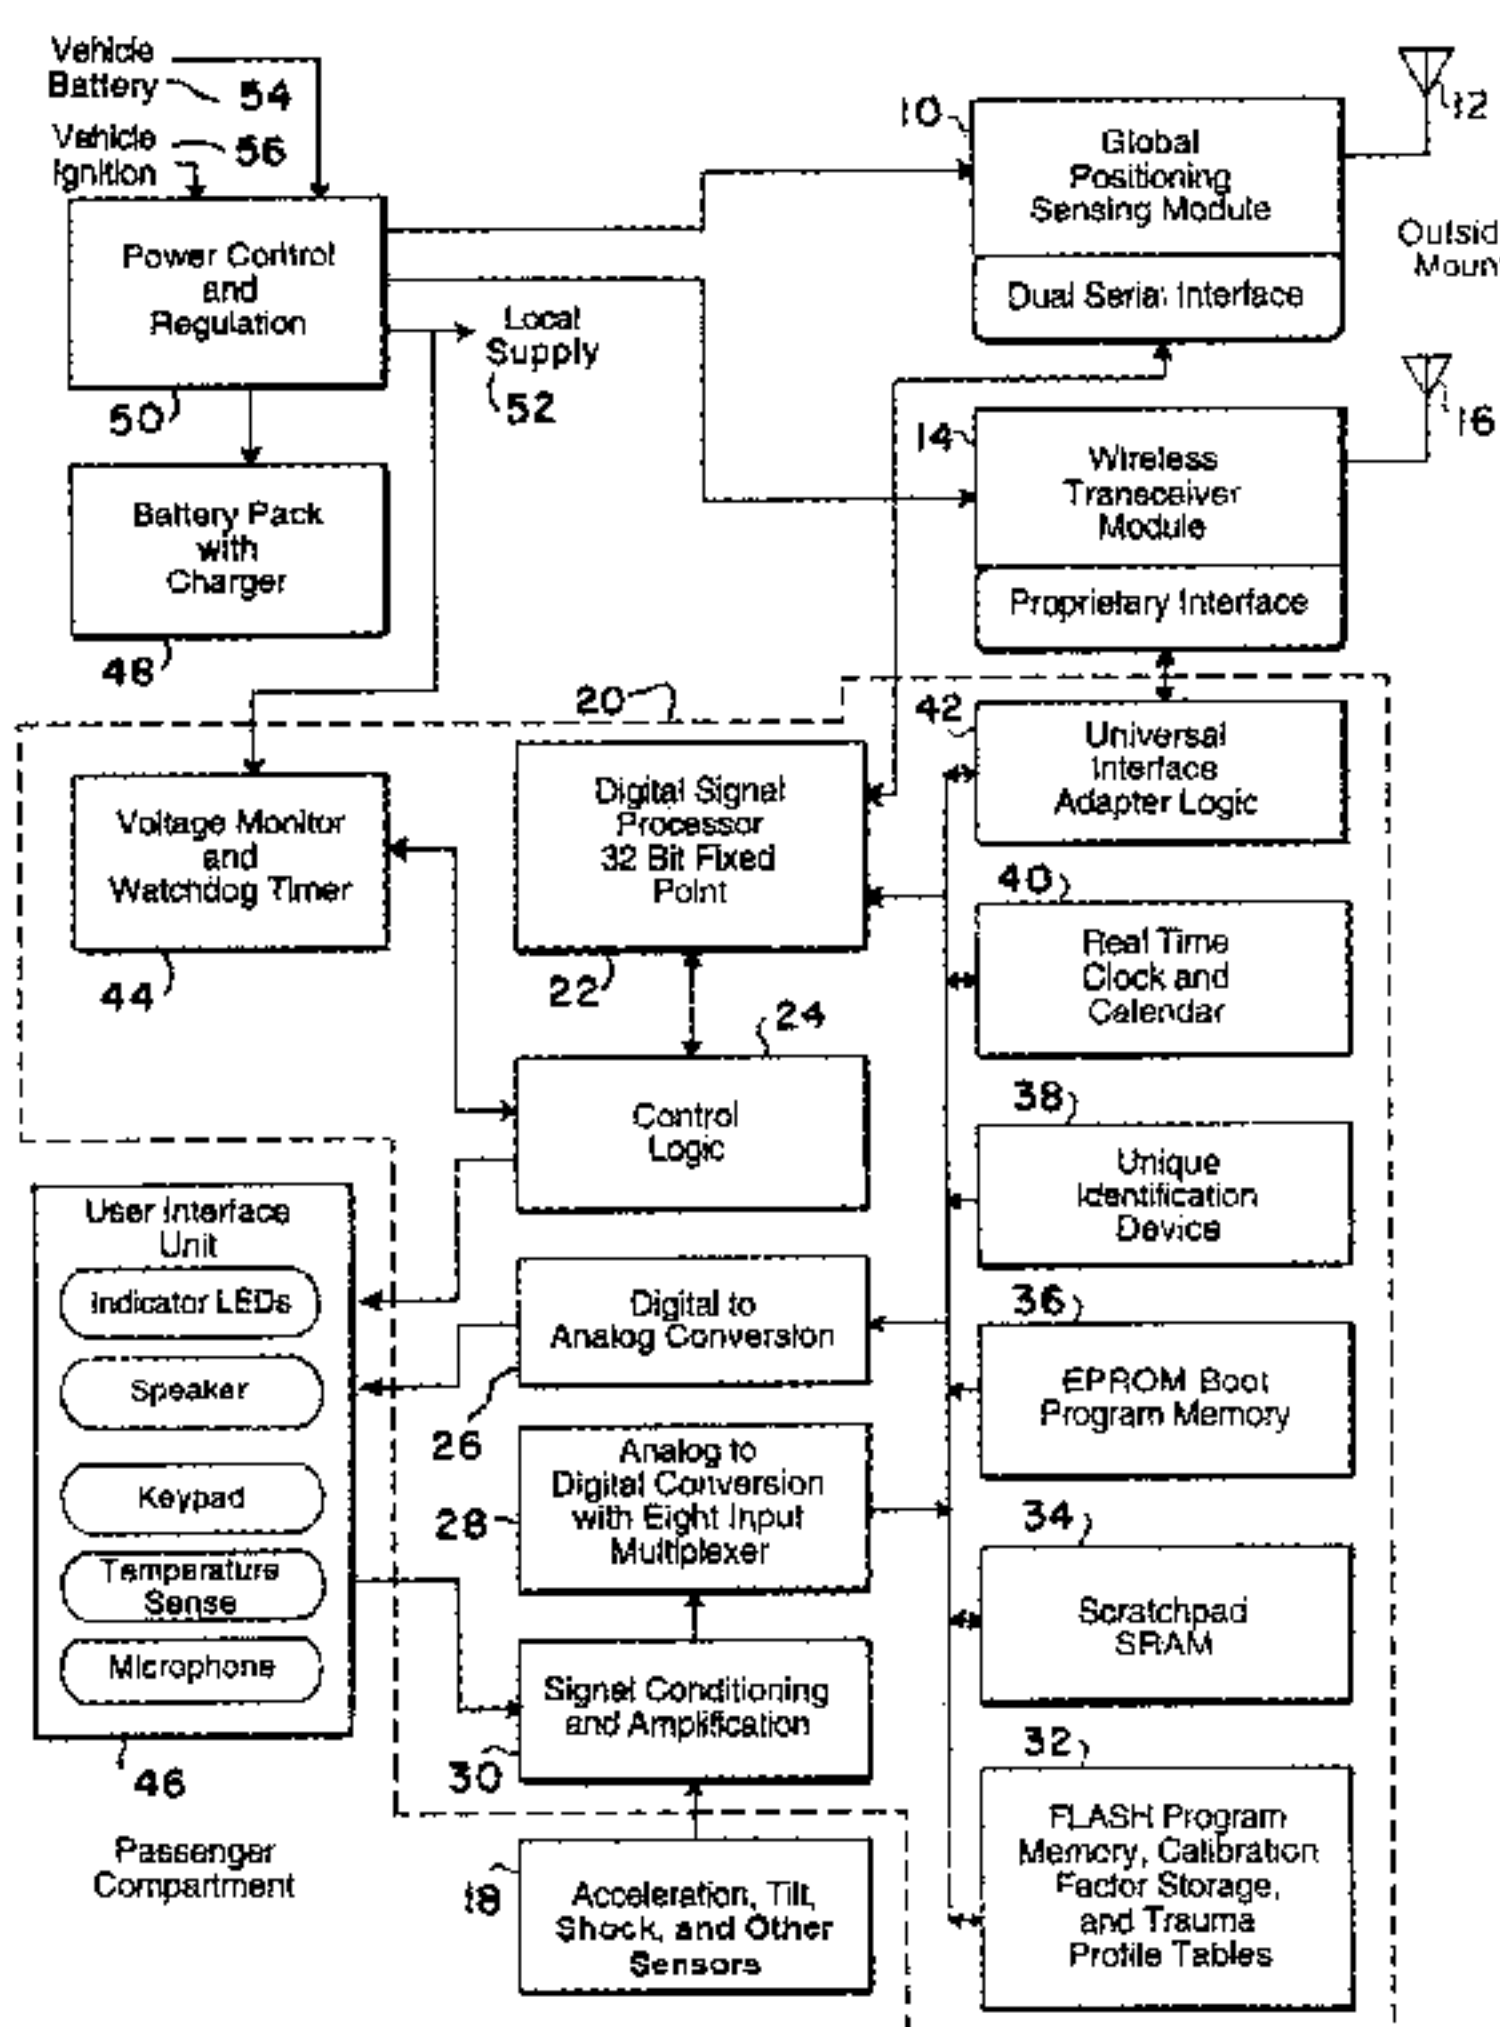 Vehicle
Battery
54
Vehicle
Ignition
56
Power Control
and
Regulation
50
Local
Supply
52
Battery Pack
with
Charger
48
10
Global
Positioning
Sensing Module
Dual Serial Interface
12
Outsid
Moun
14
Wireless
Tranceiver
Module
Proprietary Interface
16
20
Voltage Monitor
and
Watchdog Timer
44
Digital Signal
Processor
32 Bit Fixed
Point
22
24
Control
Logic
42
Universal
Interface
Adapter Logic
40
Real Time
Clock and
Calendar
38
Unique
Identification
Device
36
EPROM Boot
Program Memory
34
Scratchpad
SRAM
32
FLASH Program
Memory, Calibration
Factor Storage,
and Trauma
Profile Tables
User Interface
Unit
Indicator LEDs
Speaker
Keypad
Temperature
Sense
Microphone
46
Passenger
Compartment
Digital to
Analog Conversion
26
Analog to
Digital Conversion
with Eight Input
Multiplexer
28
Signal Conditioning
and Amplification
30
18
Acceleration, Tilt,
Shock, and Other
Sensors